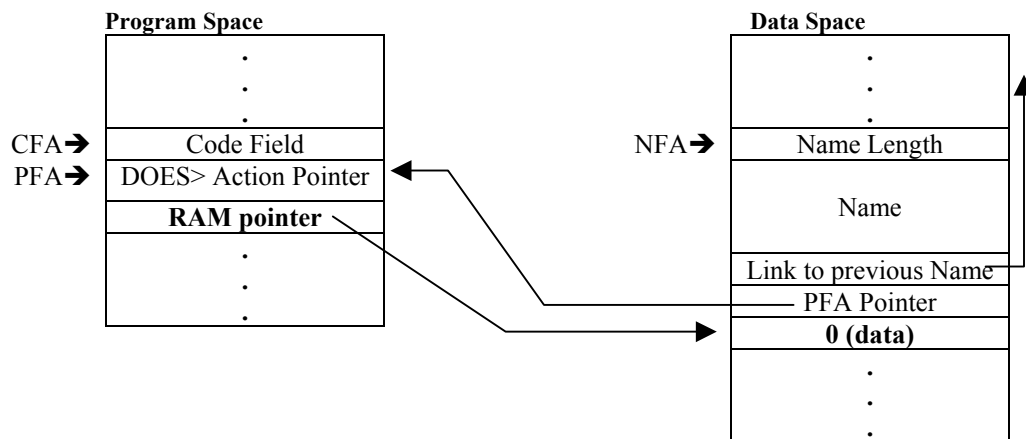 Program Space
.
.
.
CFA➔ Code Field
PFA➔ DOES> Action Pointer
RAM pointer
.
.
.
Data Space
.
.
.
NFA➔ Name Length
Name
Link to previous Name
PFA Pointer
0 (data)
.
.
.